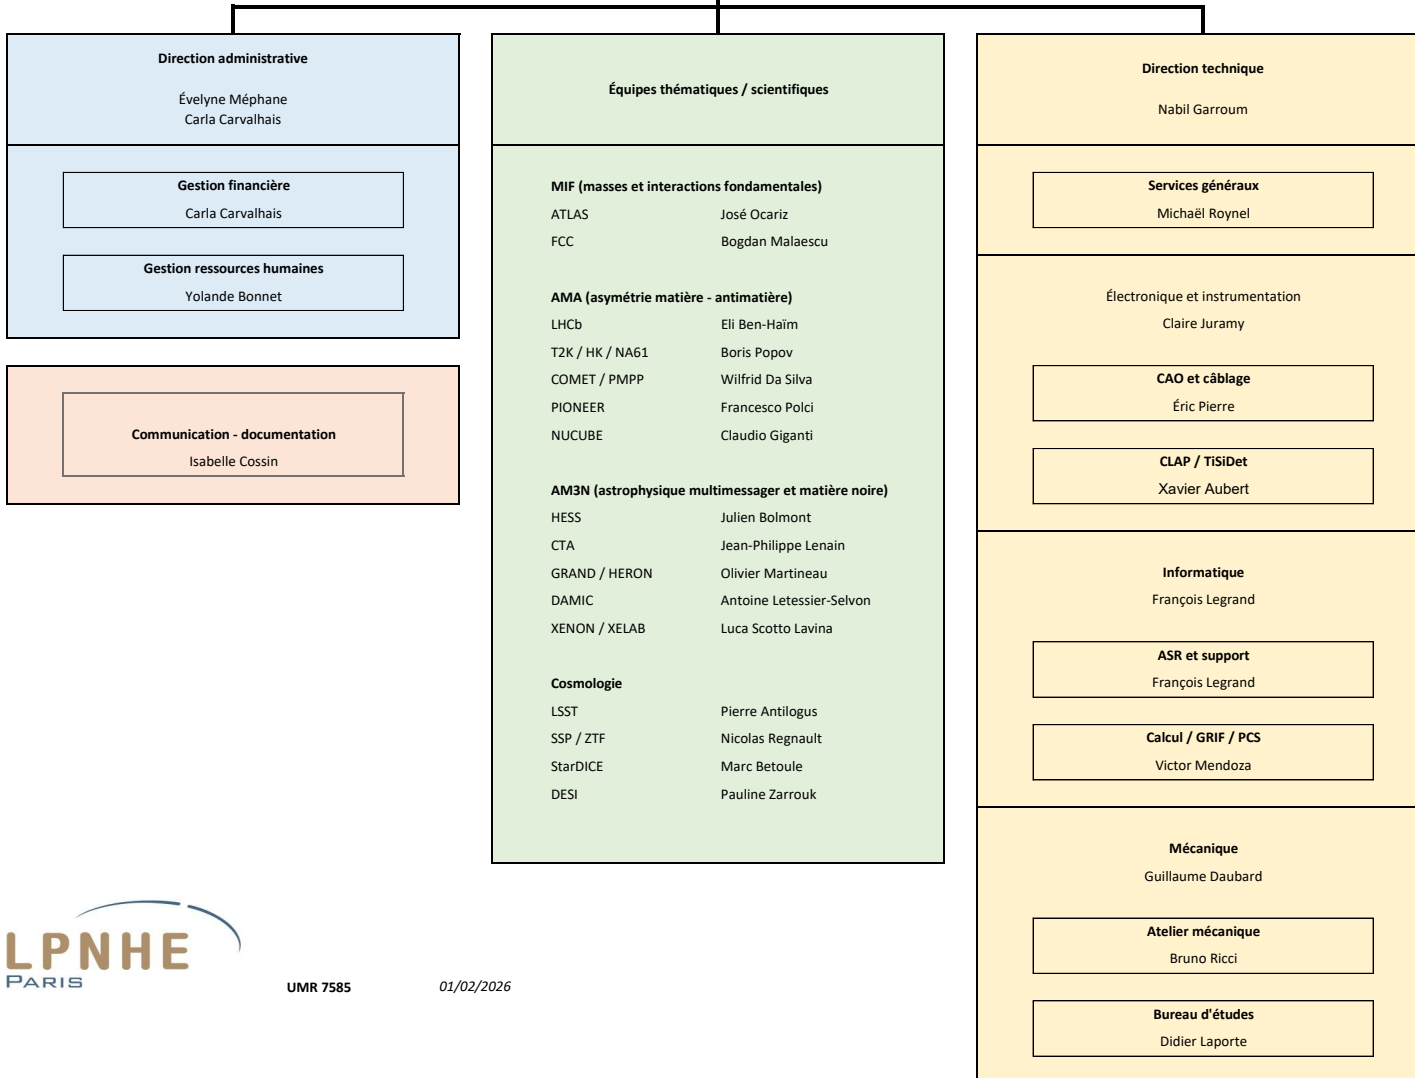 Direction administrative
Évelyne Méphane
Carla Carvalhais
Gestion financière
Carla Carvalhais
Gestion ressources humaines
Yolande Bonnet
Communication - documentation
Isabelle Cossin
Équipes thématiques / scientifiques
MIF (masses et interactions fondamentales)
ATLAS José Ocariz
FCC Bogdan Malaescu
AMA (asymétrie matière - antimatière)
LHCb Eli Ben-Haïm
T2K / HK / NA61 Boris Popov
COMET / PMPP Wilfrid Da Silva
PIONEER Francesco Polci
NUCUBE Claudio Giganti
AM3N (astrophysique multimessager et matière noire)
HESS Julien Bolmont
CTA Jean-Philippe Lenain
GRAND / HERON Olivier Martineau
DAMIC Antoine Letessier-Selvon
XENON / XELAB Luca Scotto Lavina
Cosmologie
LSST Pierre Antilogus
SSP / ZTF Nicolas Regnault
StarDICE Marc Betoule
DESI Pauline Zarrouk
Direction technique
Nabil Garroum
Services généraux
Michaël Roynel
Électronique et instrumentation
Claire Juramy
CAO et câblage
Éric Pierre
CLAP / TiSiDet
Xavier Aubert
Informatique
François Legrand
ASR et support
François Legrand
Calcul / GRIF / PCS
Victor Mendoza
Mécanique
Guillaume Daubard
Atelier mécanique
Bruno Ricci
Bureau d'études
Didier Laporte
LPNHE
PARIS
UMR 7585 01/02/2026